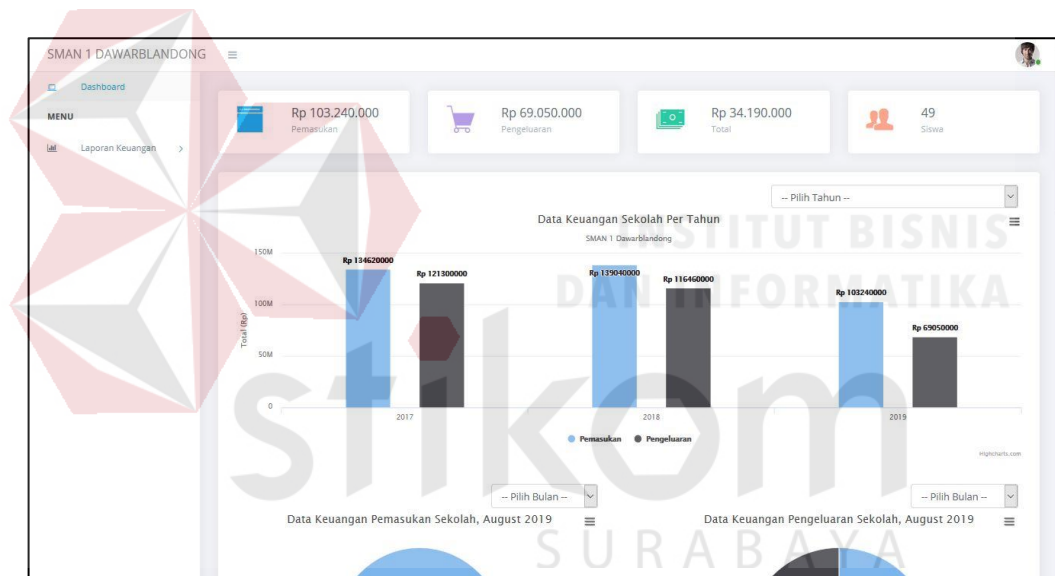 SMAN 1 DAWARBLANDONG
Dashboard
MENU
Laporan Keuangan
Rp 103.240.000
Pemasukan
Rp 69.050.000
Pengeluaran
Rp 34.190.000
Total
49
Siswa
-- Pilih Tahun --
Data Keuangan Sekolah Per Tahun
SMAN 1 Dawarblandong
INSTITUT BISNIS
DAN INFORMATIKA
stikom
SURABAYA
Total (Rp)
150M
100M
50M
0
Rp 134620000
Rp 121300000
Rp 139040000
Rp 116460000
Rp 103240000
Rp 69050000
2017
2018
2019
Pemasukan
Pengeluaran
Highcharts.com
-- Pilih Bulan --
Data Keuangan Pemasukan Sekolah, August 2019
-- Pilih Bulan --
Data Keuangan Pengeluaran Sekolah, August 2019